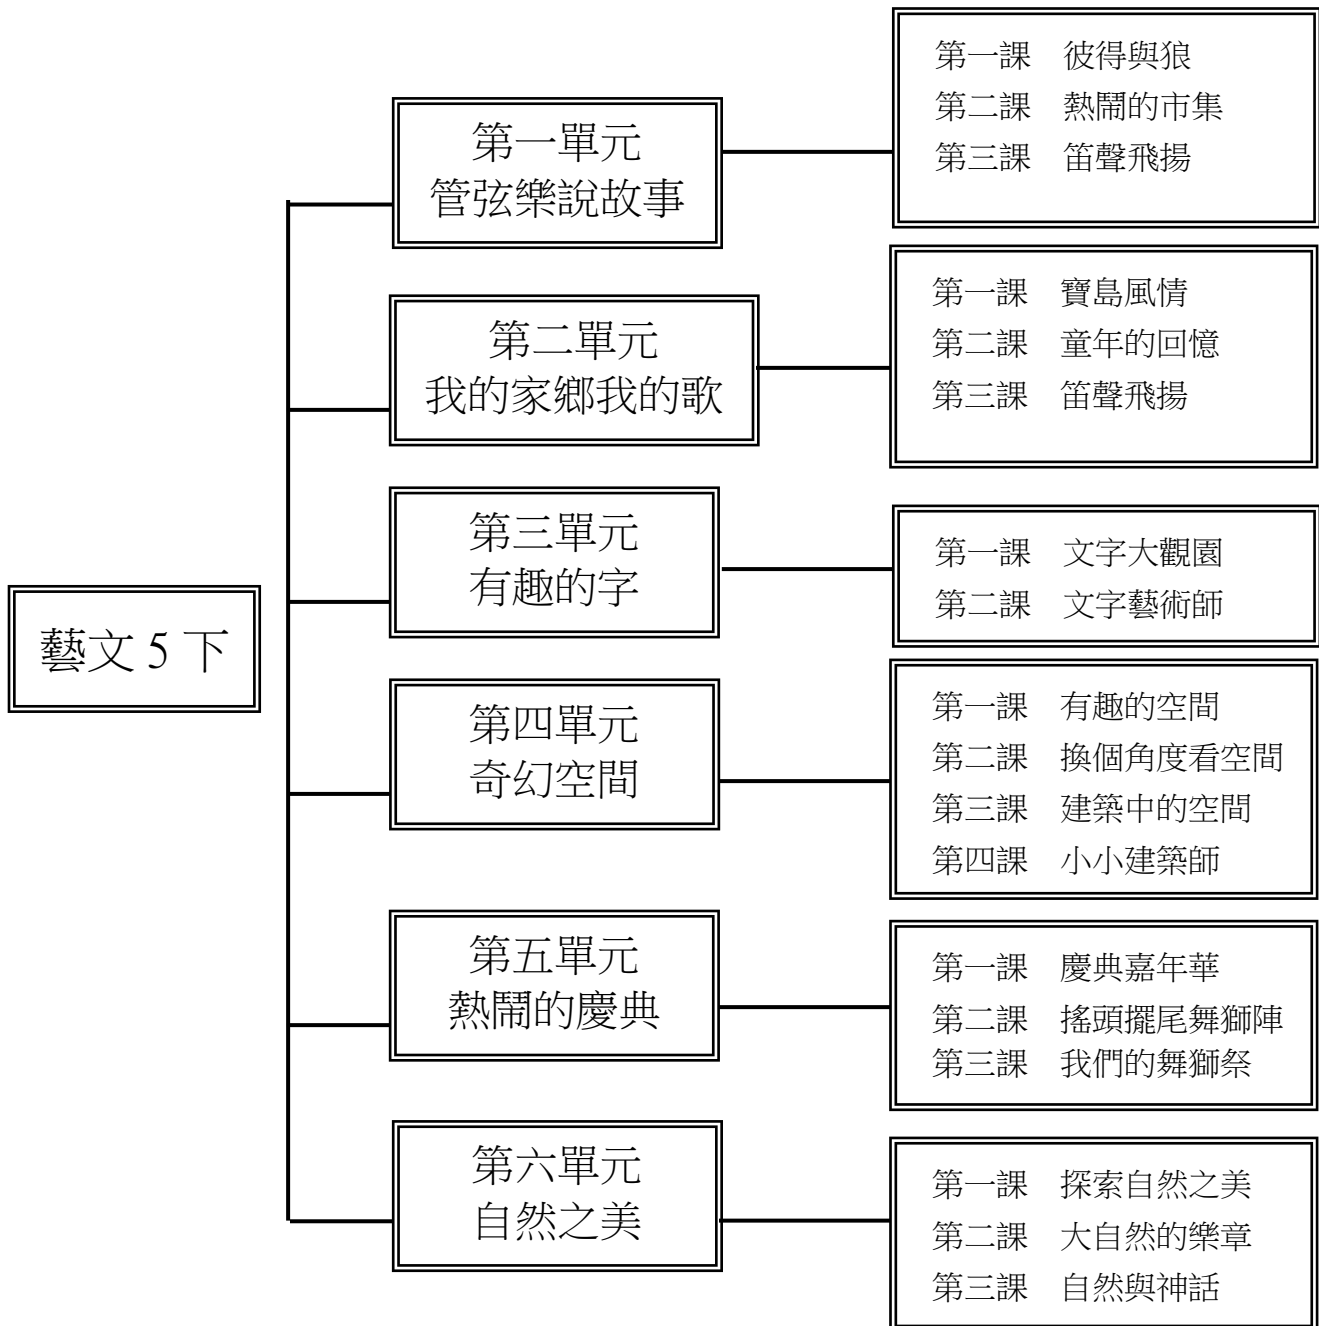 藝文 5 下
第一單元
管弦樂說故事
第一課　彼得與狼
第二課　熱鬧的市集
第三課　笛聲飛揚
第二單元
我的家鄉我的歌
第一課　寶島風情
第二課　童年的回憶
第三課　笛聲飛揚
第三單元
有趣的字
第一課　文字大觀園
第二課　文字藝術師
第四單元
奇幻空間
第一課　有趣的空間
第二課　換個角度看空間
第三課　建築中的空間
第四課　小小建築師
第五單元
熱鬧的慶典
第一課　慶典嘉年華
第二課　搖頭擺尾舞獅陣
第三課　我們的舞獅祭
第六單元
自然之美
第一課　探索自然之美
第二課　大自然的樂章
第三課　自然與神話